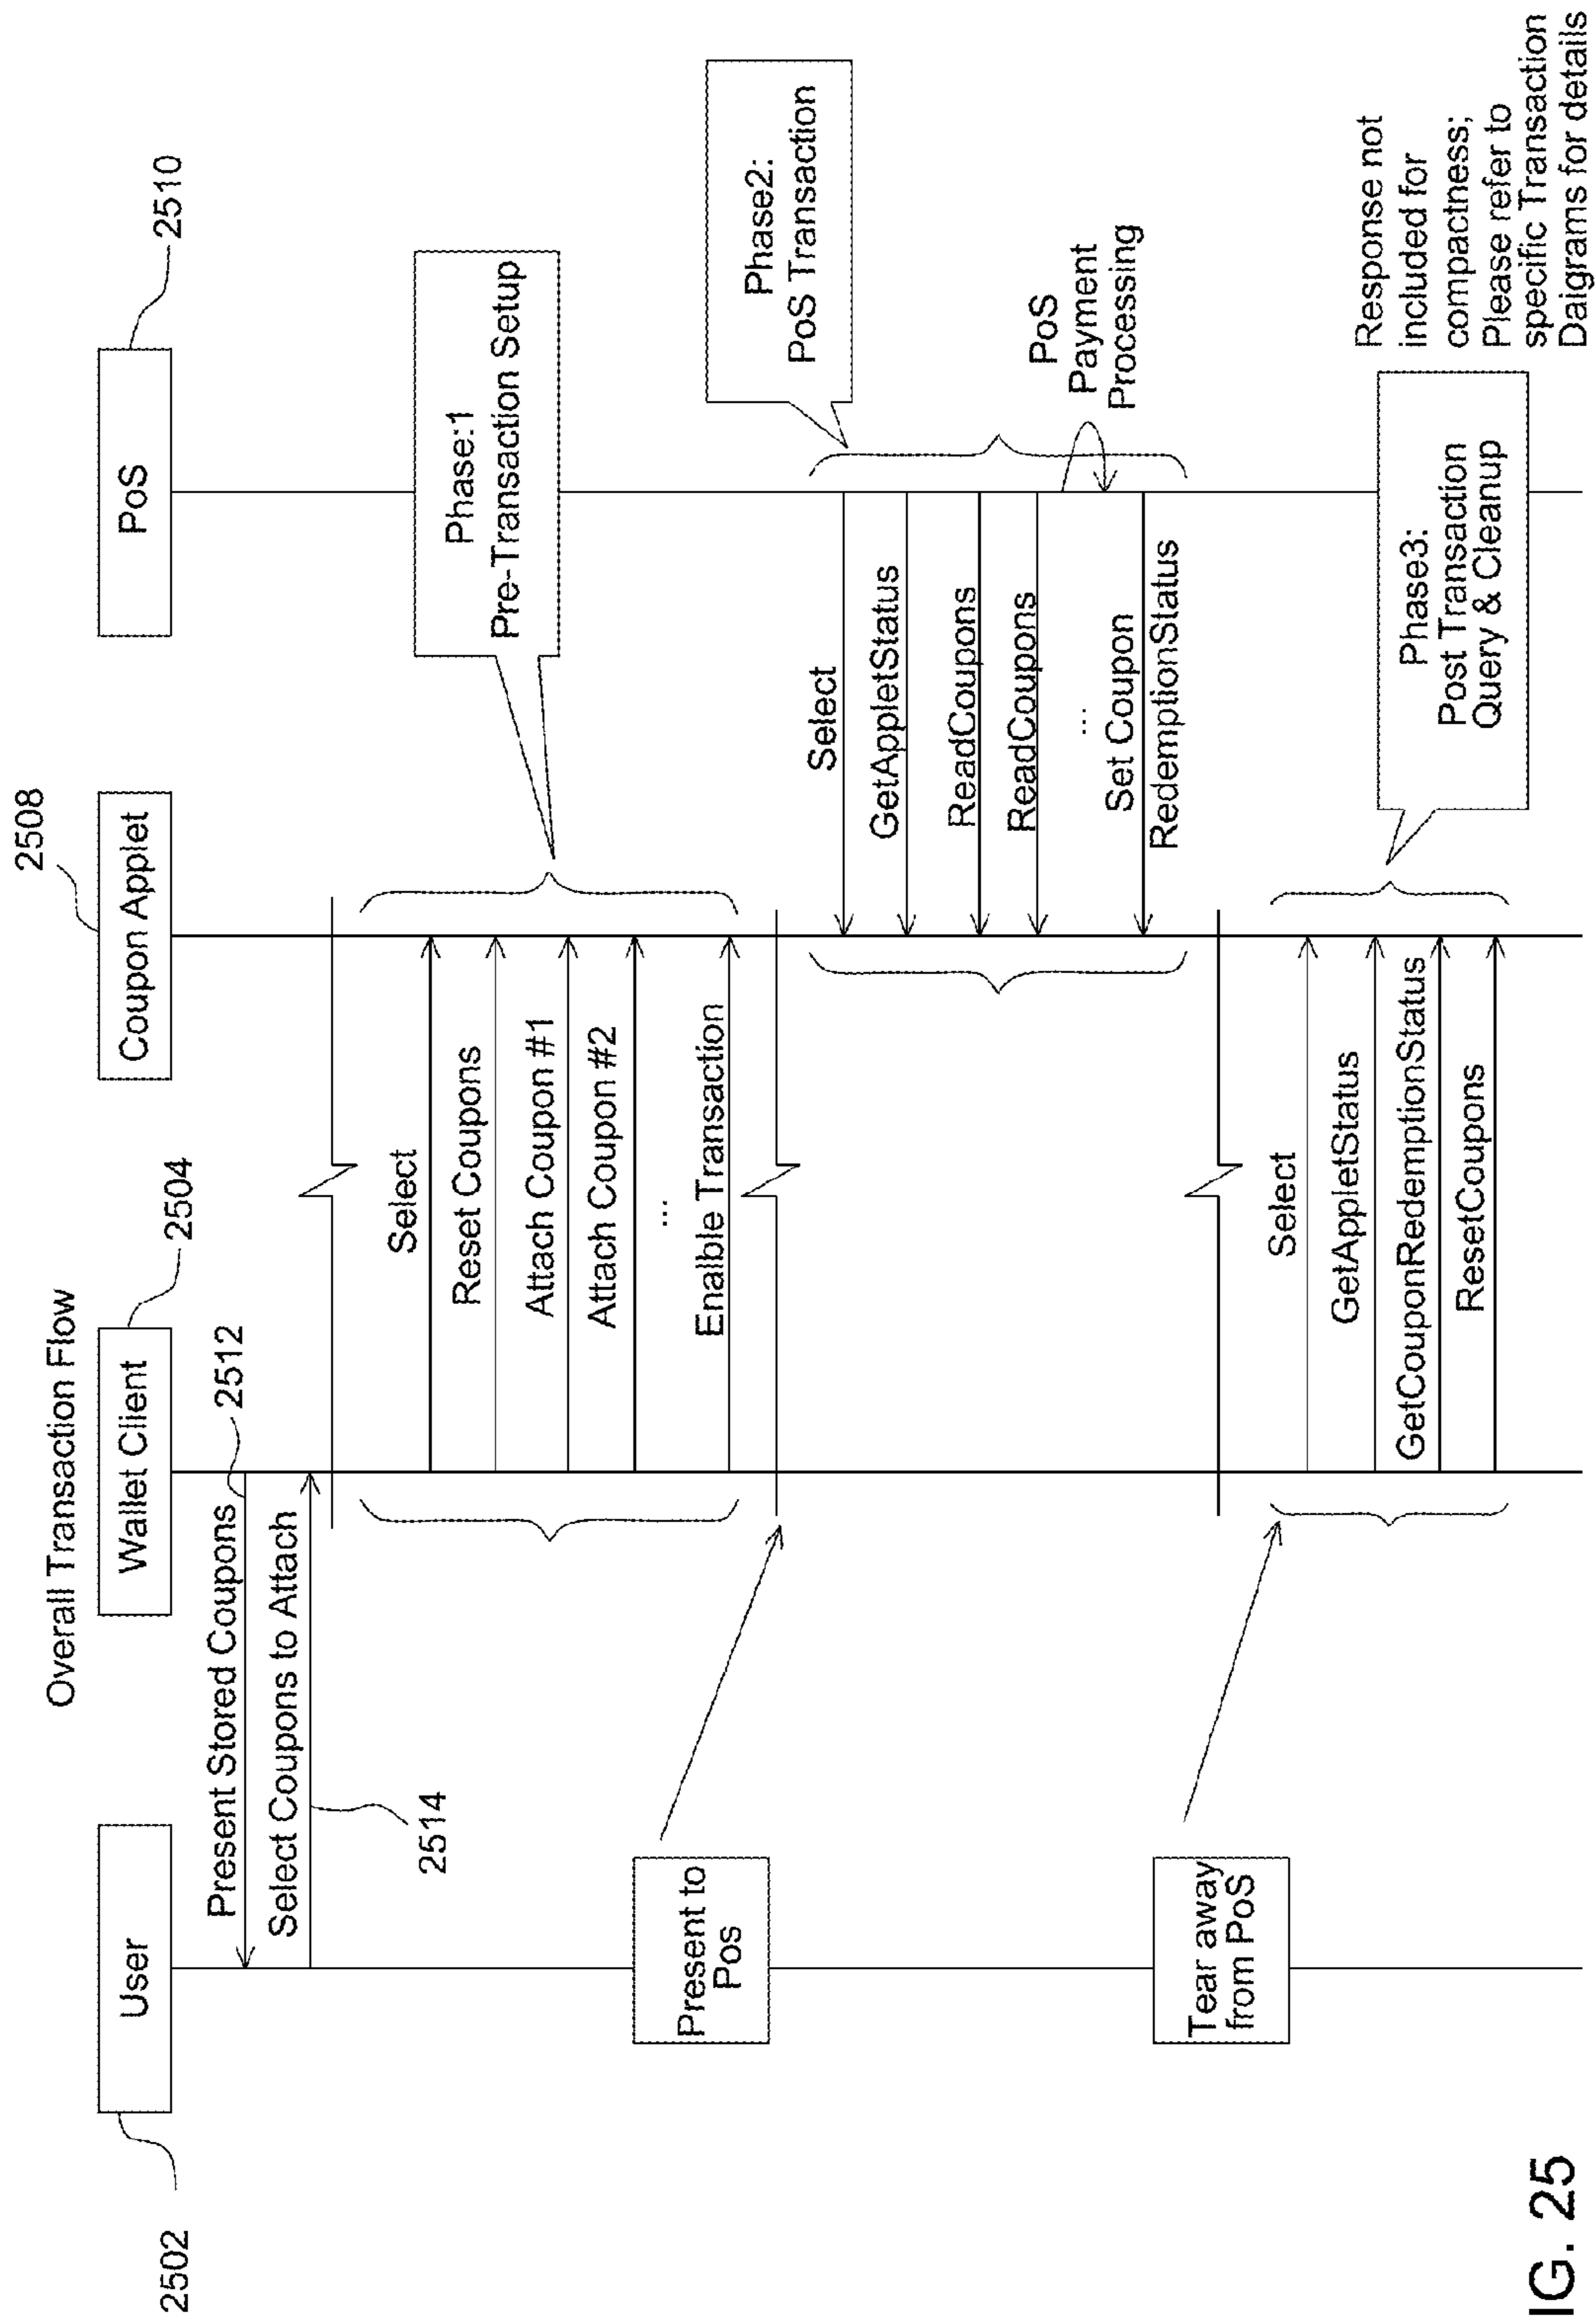 Overall Transaction Flow
2502
User
Wallet Client
2504
2508
Coupon Applet
PoS
2510
Present Stored Coupons
2512
Select Coupons to Attach
2514
Phase:1
Pre-Transaction Setup
Select
Reset Coupons
Attach Coupon #1
Attach Coupon #2
...
Enalble Transaction
Present to
Pos
Phase2:
PoS Transaction
Select
GetAppletStatus
ReadCoupons
ReadCoupons
...
PoS
Payment
Processing
Set Coupon
RedemptionStatus
Tear away
from PoS
Select
GetAppletStatus
GetCouponRedemptionStatus
ResetCoupons
Phase3:
Post Transaction
Query & Cleanup
Response not
included for
compactness;
Please refer to
specific Transaction
Daigrams for details
IG. 25